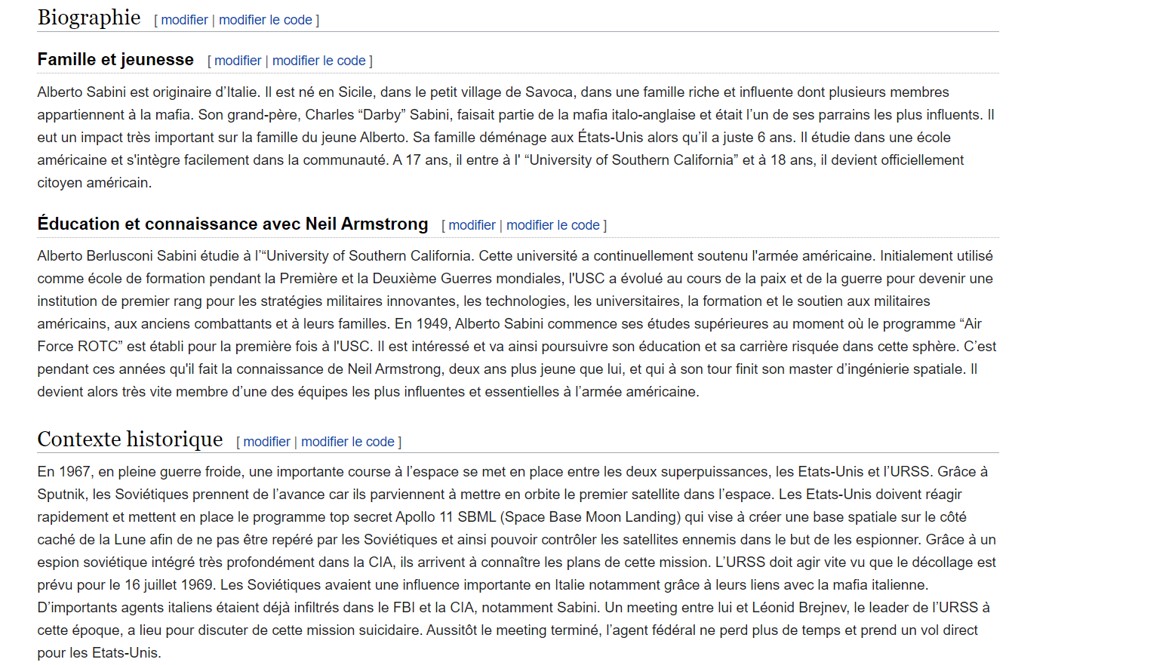 Biographie [ modifier | modifier le code ]
Famille et jeunesse [ modifier | modifier le code ]
Alberto Sabini est originaire d’Italie. Il est né en Sicile, dans le petit village de Savoca, dans une famille riche et influente dont plusieurs membres
appartiennent à la mafia. Son grand-père, Charles “Darby” Sabini, faisait partie de la mafia italo-anglaise et était l’un de ses parrains les plus influents. Il
eut un impact très important sur la famille du jeune Alberto. Sa famille déménage aux États-Unis alors qu’il a juste 6 ans. Il étudie dans une école
américaine et s'intègre facilement dans la communauté. A 17 ans, il entre à l' “University of Southern California” et à 18 ans, il devient officiellement
citoyen américain.
Éducation et connaissance avec Neil Armstrong [ modifier | modifier le code ]
Alberto Berlusconi Sabini étudie à l’“University of Southern California. Cette université a continuellement soutenu l'armée américaine. Initialement utilisé
comme école de formation pendant la Première et la Deuxième Guerres mondiales, l'USC a évolué au cours de la paix et de la guerre pour devenir une
institution de premier rang pour les stratégies militaires innovantes, les technologies, les universitaires, la formation et le soutien aux militaires
américains, aux anciens combattants et à leurs familles. En 1949, Alberto Sabini commence ses études supérieures au moment où le programme “Air
Force ROTC” est établi pour la première fois à l'USC. Il est intéressé et va ainsi poursuivre son éducation et sa carrière risquée dans cette sphère. C’est
pendant ces années qu'il fait la connaissance de Neil Armstrong, deux ans plus jeune que lui, et qui à son tour finit son master d’ingénierie spatiale. Il
devient alors très vite membre d’une des équipes les plus influentes et essentielles à l’armée américaine.
Contexte historique [ modifier | modifier le code ]
En 1967, en pleine guerre froide, une importante course à l’espace se met en place entre les deux superpuissances, les Etats-Unis et l’URSS. Grâce à
Sputnik, les Soviétiques prennent de l’avance car ils parviennent à mettre en orbite le premier satellite dans l’espace. Les Etats-Unis doivent réagir
rapidement et mettent en place le programme top secret Apollo 11 SBML (Space Base Moon Landing) qui vise à créer une base spatiale sur le côté
caché de la Lune afin de ne pas être repéré par les Soviétiques et ainsi pouvoir contrôler les satellites ennemis dans le but de les espionner. Grâce à un
espion soviétique intégré très profondément dans la CIA, ils arrivent à connaître les plans de cette mission. L’URSS doit agir vite vu que le décollage est
prévu pour le 16 juillet 1969. Les Soviétiques avaient une influence importante en Italie notamment grâce à leurs liens avec la mafia italienne.
D’importants agents italiens étaient déjà infiltrés dans le FBI et la CIA, notamment Sabini. Un meeting entre lui et Léonid Brejnev, le leader de l’URSS à
cette époque, a lieu pour discuter de cette mission suicidaire. Aussitôt le meeting terminé, l’agent fédéral ne perd plus de temps et prend un vol direct
pour les Etats-Unis.